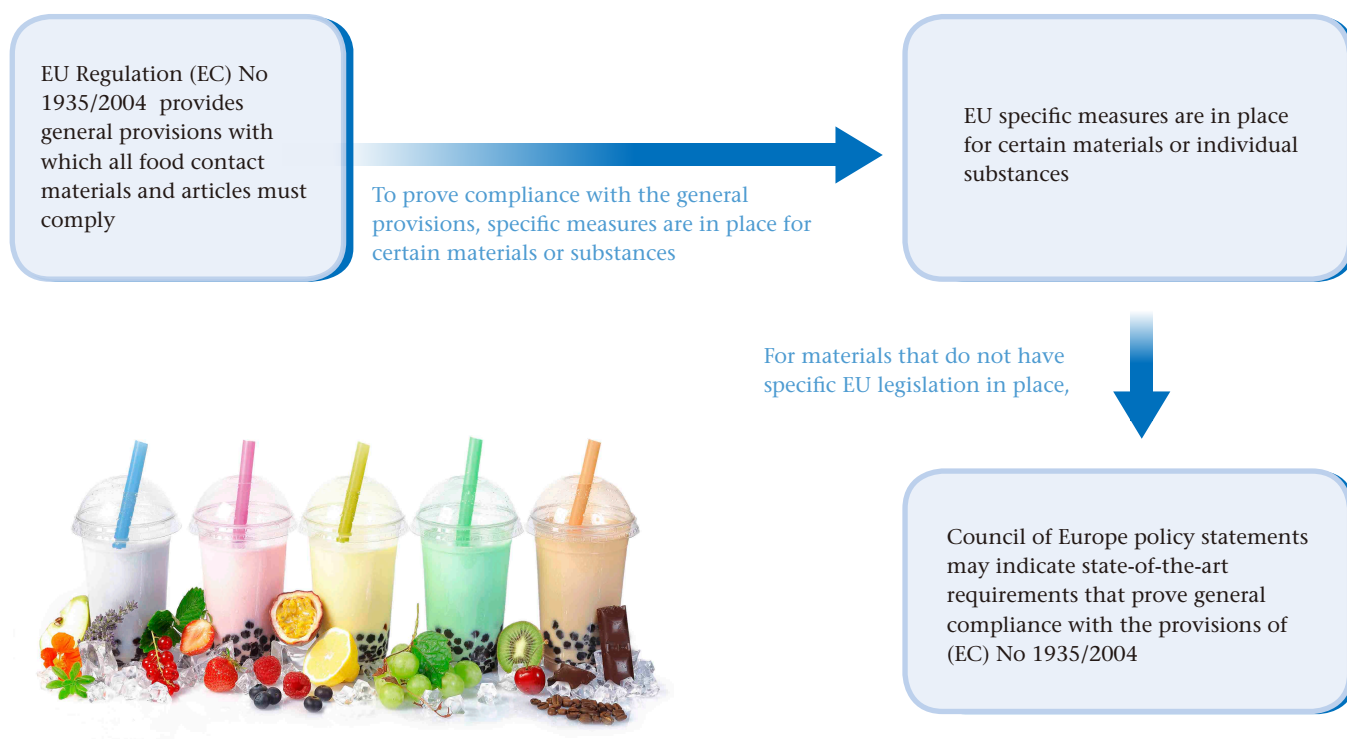 EU Regulation (EC) No
1935/2004  provides
general provisions with
which all food contact
materials and articles must
comply
To prove compliance with the general
provisions, specific measures are in place for
certain materials or substances
EU specific measures are in place
for certain materials or individual
substances
For materials that do not have
specific EU legislation in place,
Council of Europe policy statements
may indicate state-of-the-art
requirements that prove general
compliance with the provisions of
(EC) No 1935/2004